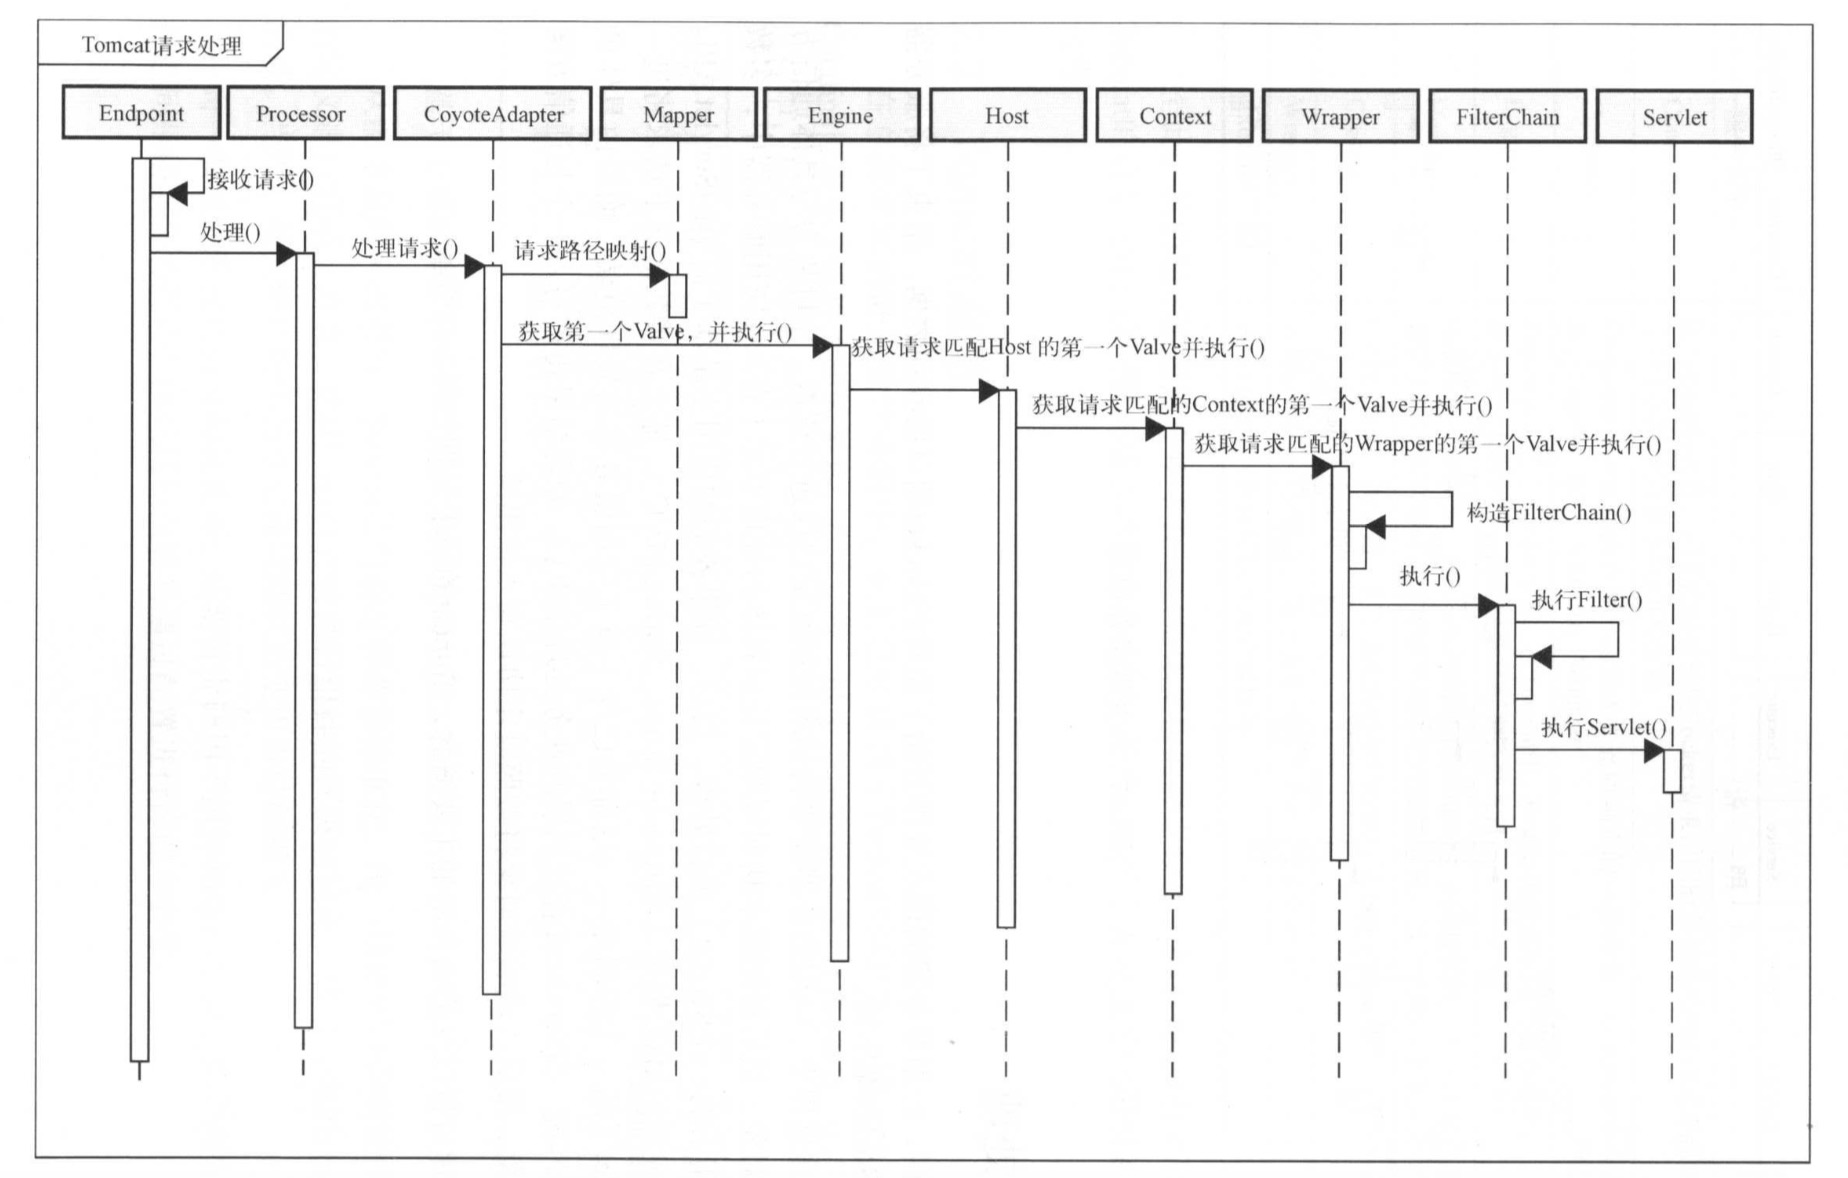 Tomcat请求处理
Endpoint
Processor
CoyoteAdapter
Mapper
Engine
Host
Context
Wrapper
FilterChain
Servlet
接收请求()
处理()
处理请求()
请求路径映射()
获取第一个Valve，并执行()
获取请求匹配Host 的第一个Valve并执行()
获取请求匹配的Context的第一个Valve并执行()
获取请求匹配的Wrapper的第一个Valve并执行()
构造FilterChain()
执行()
执行Filter()
执行Servlet()